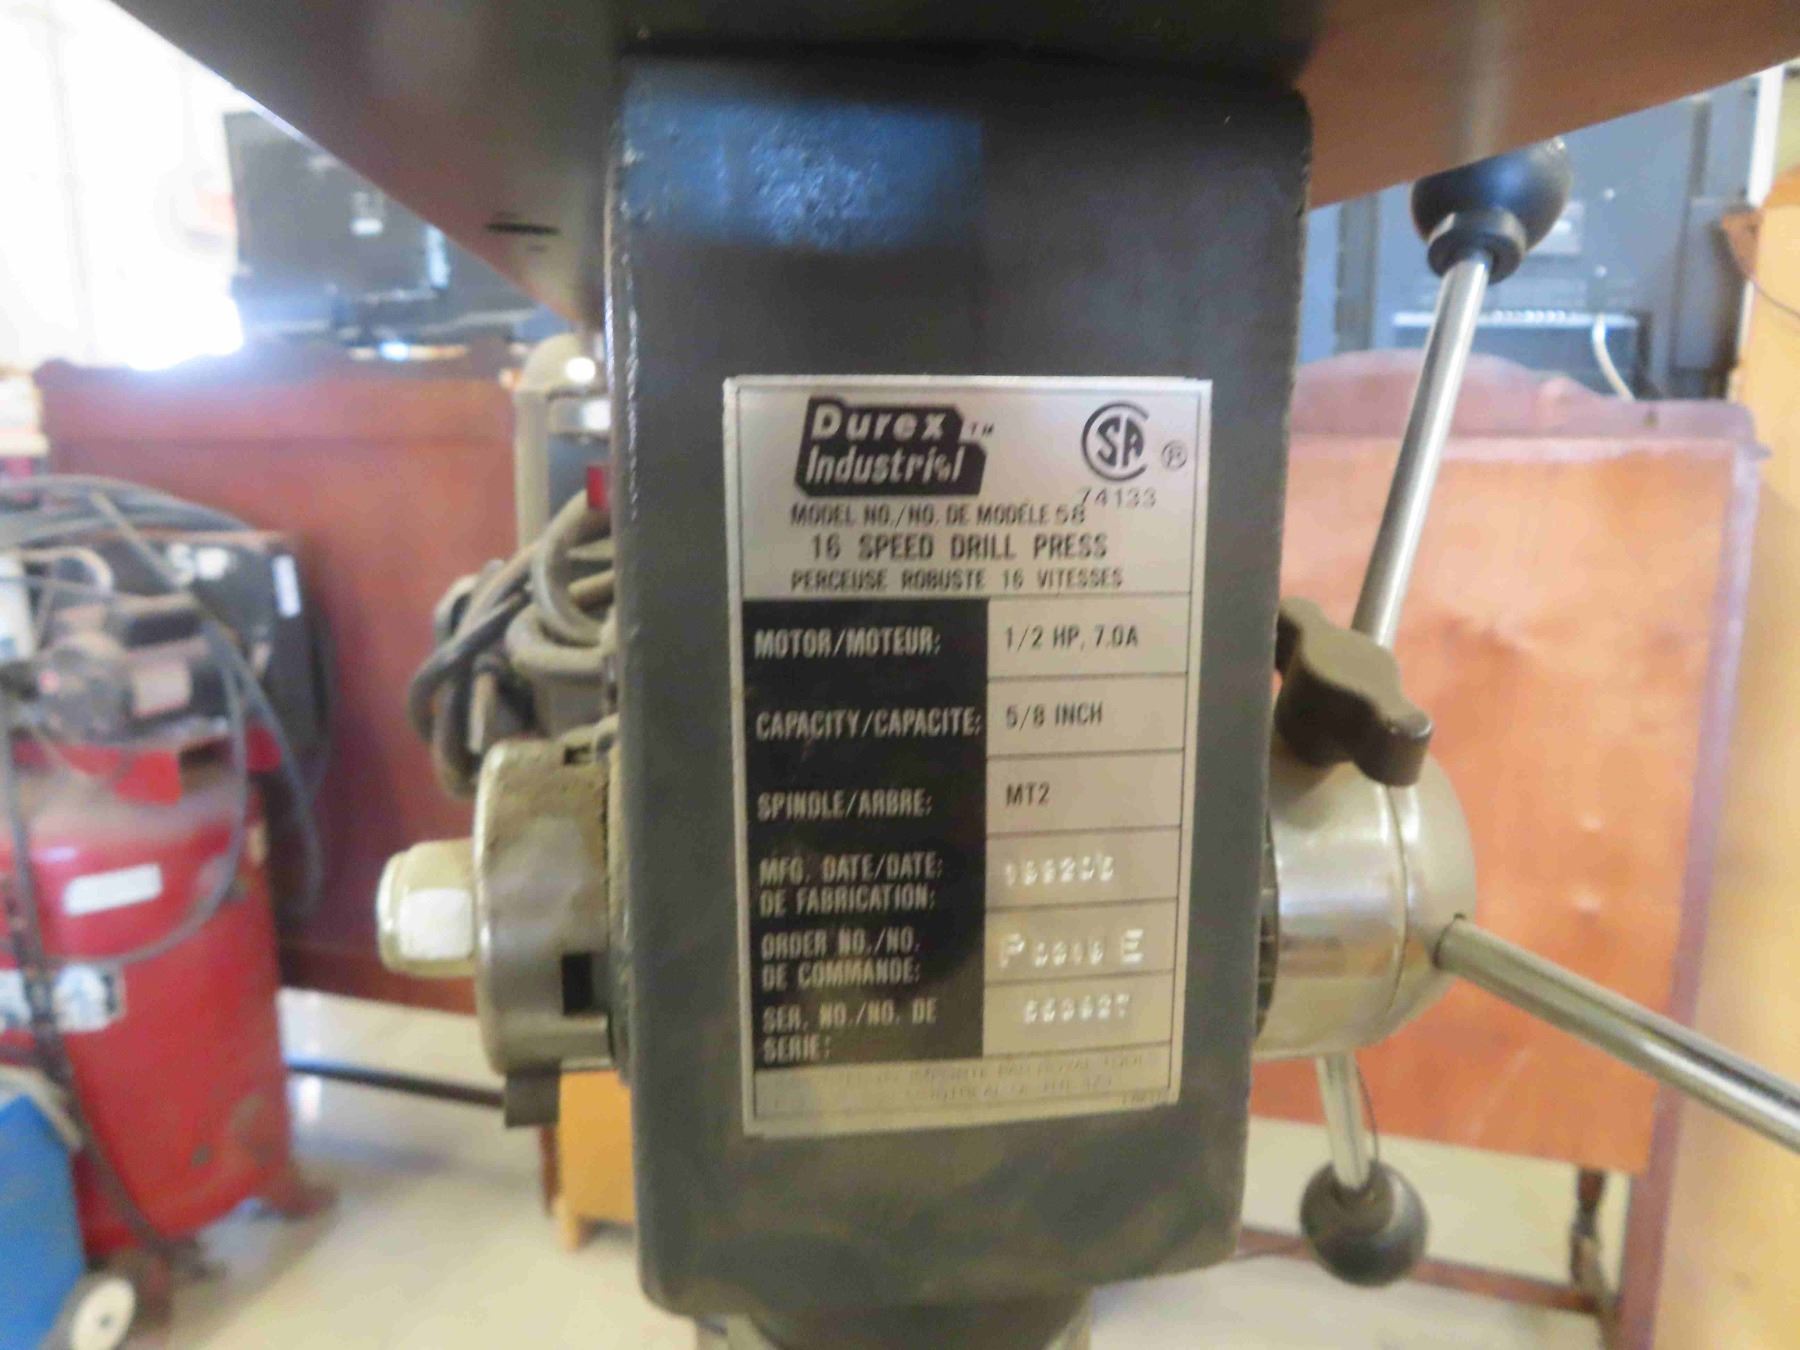 Durex TM
Industrial
SA ®
74133
MODEL NO./NO. DE MODÈLE 58
16 SPEED DRILL PRESS
PERCEUSE ROBUSTE 16 VITESSES
MOTOR/MOTEUR: 1/2 HP, 7.0A
CAPACITY/CAPACITE: 5/8 INCH
SPINDLE/ARBRE: MT2
MFG. DATE/DATE:
DE FABRICATION:
ORDER NO./NO.
DE COMMANDE:
SER. NO./NO. DE
SERIE: